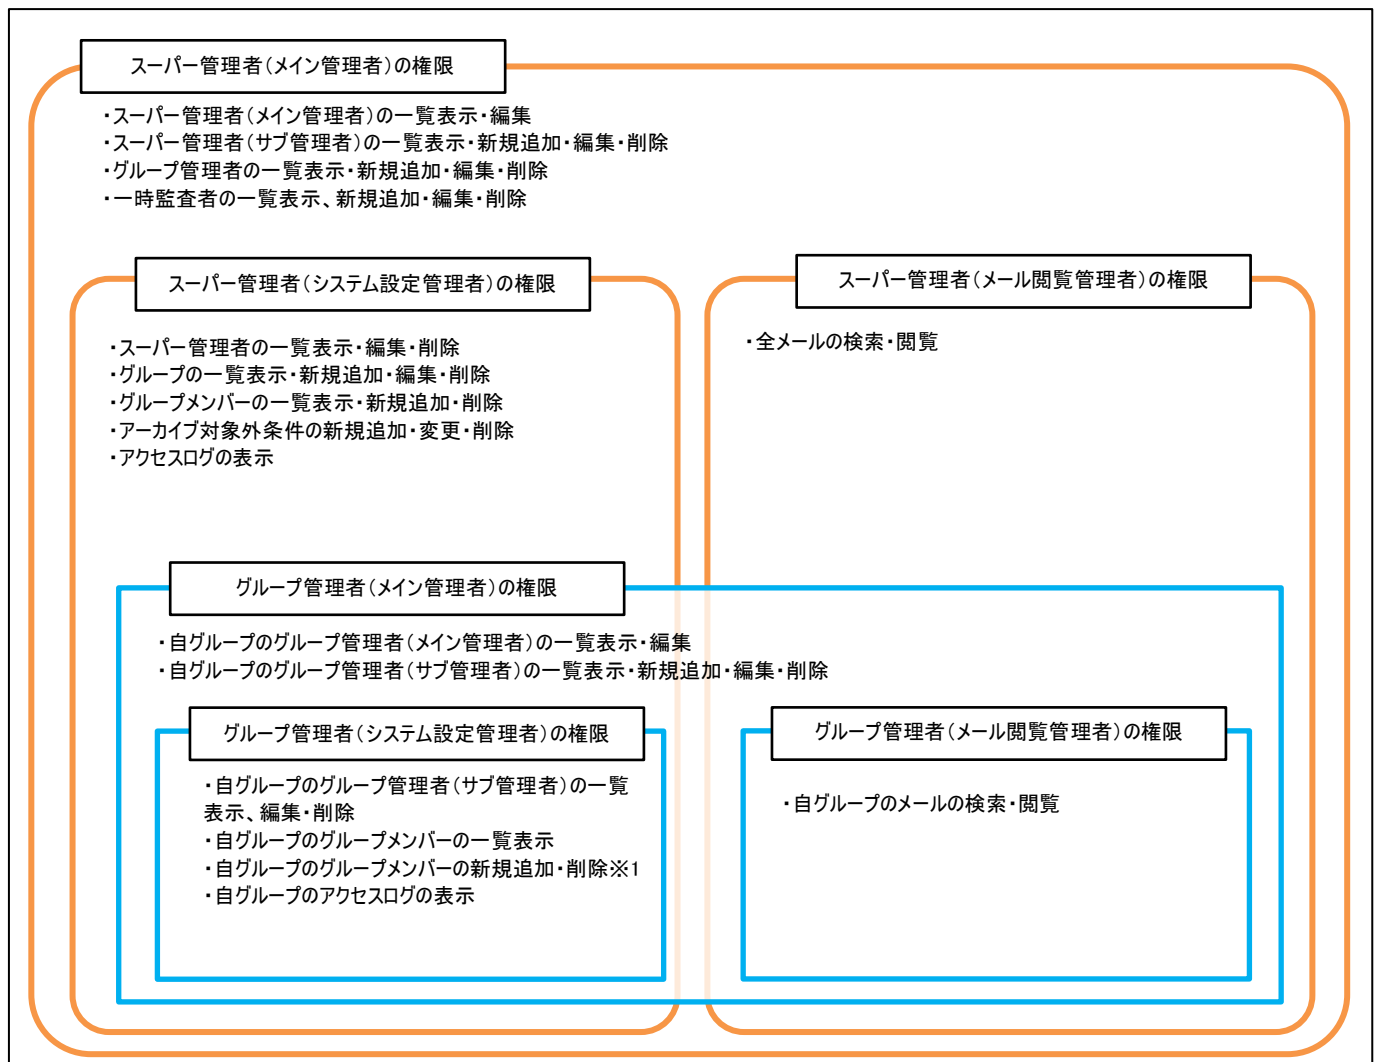 スーパー管理者(メイン管理者)の権限
・スーパー管理者(メイン管理者)の一覧表示・編集
・スーパー管理者(サブ管理者)の一覧表示・新規追加・編集・削除
・グループ管理者の一覧表示・新規追加・編集・削除
・一時監査者の一覧表示、新規追加・編集・削除
スーパー管理者(システム設定管理者)の権限
・スーパー管理者の一覧表示・編集・削除
・グループの一覧表示・新規追加・編集・削除
・グループメンバーの一覧表示・新規追加・削除
・アーカイブ対象外条件の新規追加・変更・削除
・アクセスログの表示
スーパー管理者(メール閲覧管理者)の権限
・全メールの検索・閲覧
グループ管理者(メイン管理者)の権限
・自グループのグループ管理者(メイン管理者)の一覧表示・編集
・自グループのグループ管理者(サブ管理者)の一覧表示・新規追加・編集・削除
グループ管理者(システム設定管理者)の権限
・自グループのグループ管理者(サブ管理者)の一覧
表示、編集・削除
・自グループのグループメンバーの一覧表示
・自グループのグループメンバーの新規追加・削除※1
・自グループのアクセスログの表示
グループ管理者(メール閲覧管理者)の権限
・自グループのメールの検索・閲覧